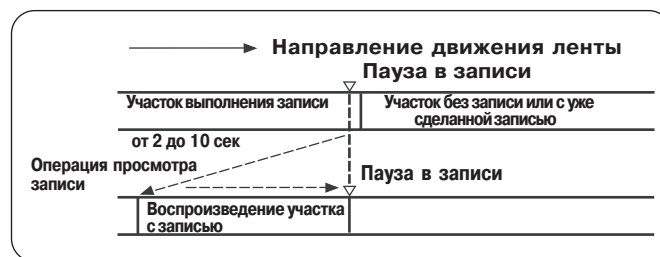 Направление движения ленты
Пауза в записи
Участок выполнения записи
Участок без записи или с уже
сделанной записью
от 2 до 10 сек
Операция просмотра
записи
Пауза в записи
Воспроизведение участка
с записью